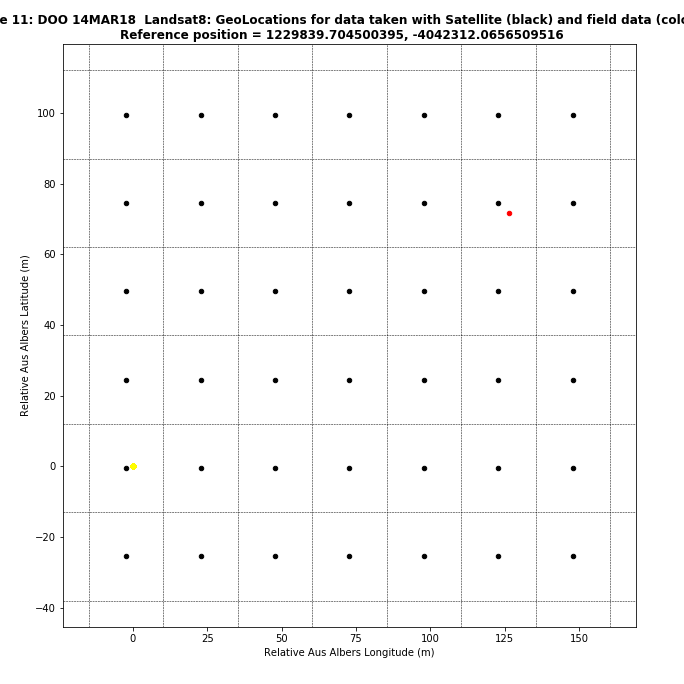 e 11: DOO 14MAR18 Landsat8: GeoLocations for data taken with Satellite (black) and field data (colo
Reference position = 1229839.704500395, -4042312.0656509516
100
80
60
40
20
0
−20
−40
Relative Aus Albers Latitude (m)
0 25 50 75 100 125 150
Relative Aus Albers Longitude (m)